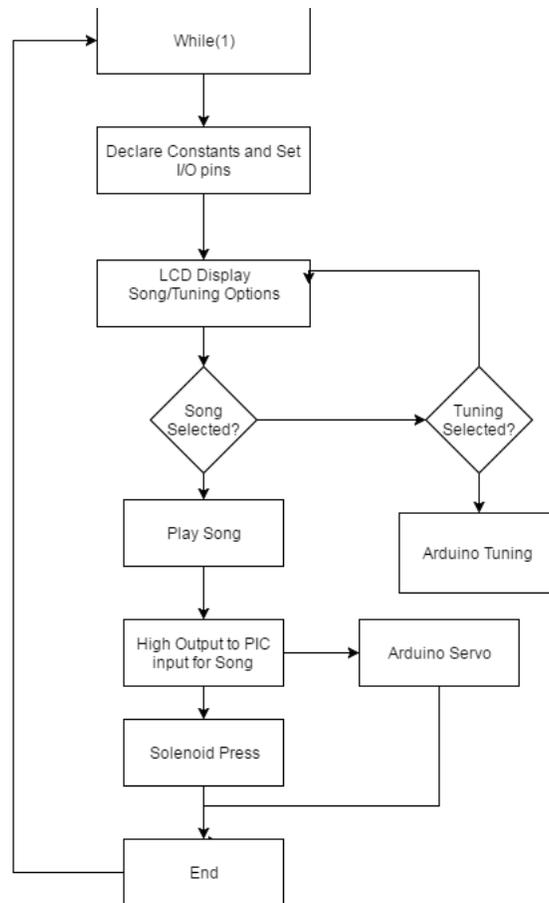 While(1)
Declare Constants and Set
I/O pins
LCD Display
Song/Tuning Options
Song
Selected?
Tuning
Selected?
Play Song
Arduino Tuning
High Output to PIC
input for Song
Arduino Servo
Solenoid Press
End